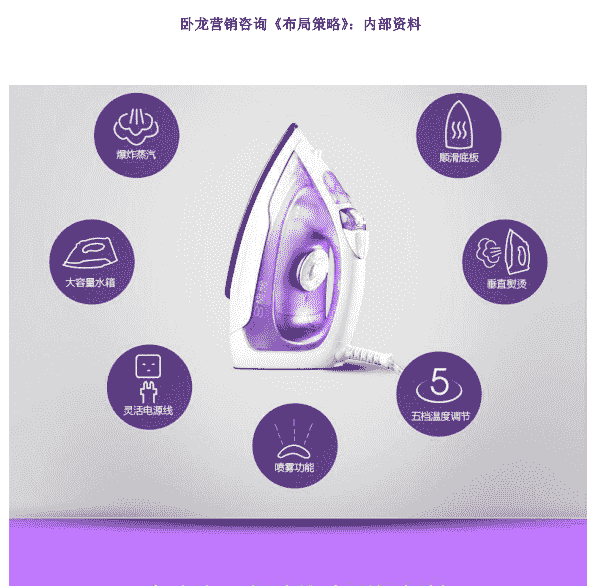 卧龙营销咨询《布局策略》：内部资料
爆炸蒸汽
顺滑底板
大容量水箱
垂直熨烫
灵活电源线
5
五挡温度调节
喷雾功能